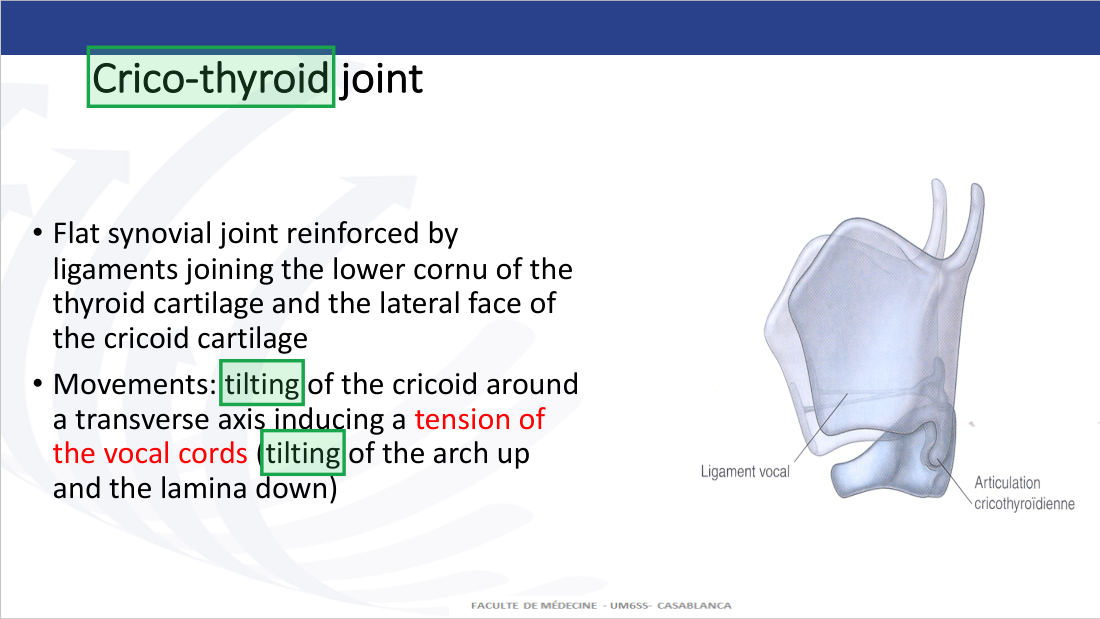 Crico-thyroid joint
• Flat synovial joint reinforced by
ligaments joining the lower cornu of the
thyroid cartilage and the lateral face of
the cricoid cartilage
• Movements: tilting of the cricoid around
a transverse axis inducing a tension of
the vocal cords (tilting of the arch up
and the lamina down)
Ligament vocal
Articulation
cricothyroïdienne
FACULTE DE MÉDECINE - UM6SS- CASABLANCA